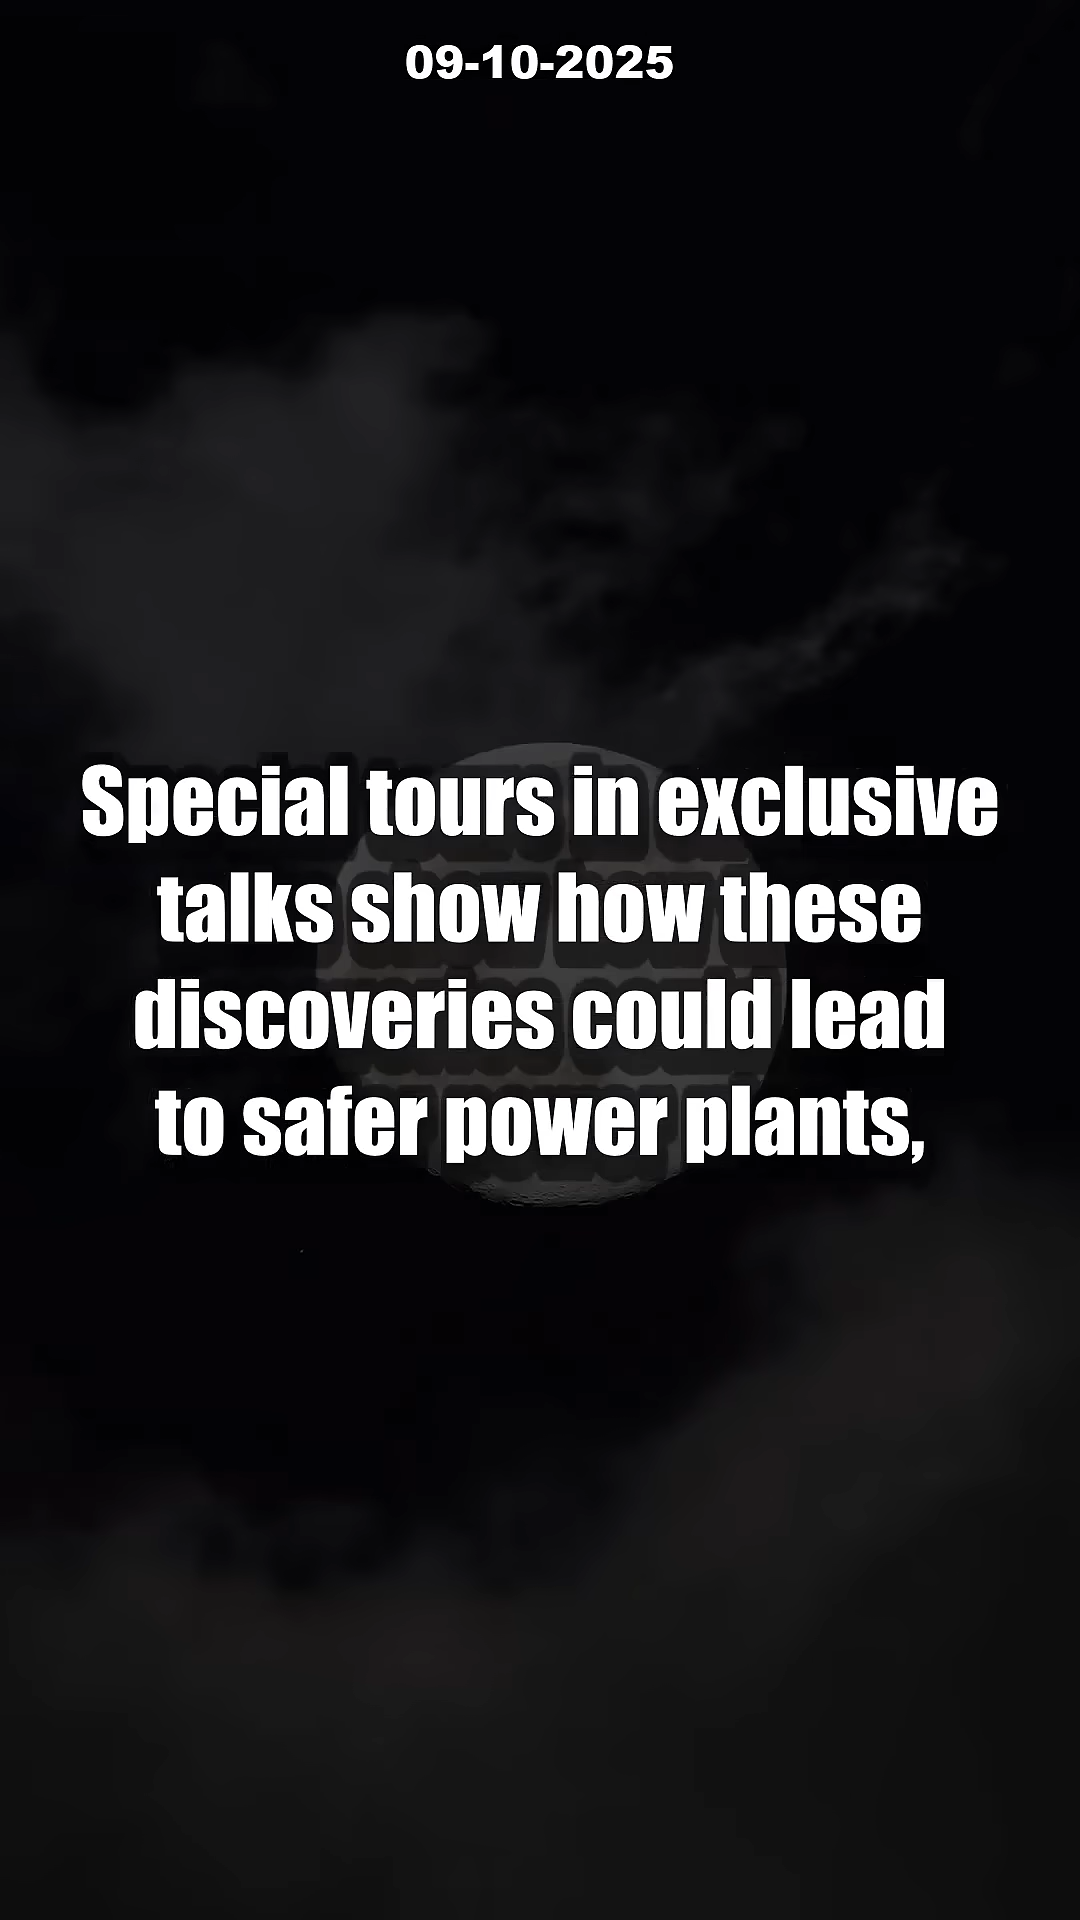 09-10-2025
Special tours in exclusive
talks show how these
discoveries could lead
to safer power plants,